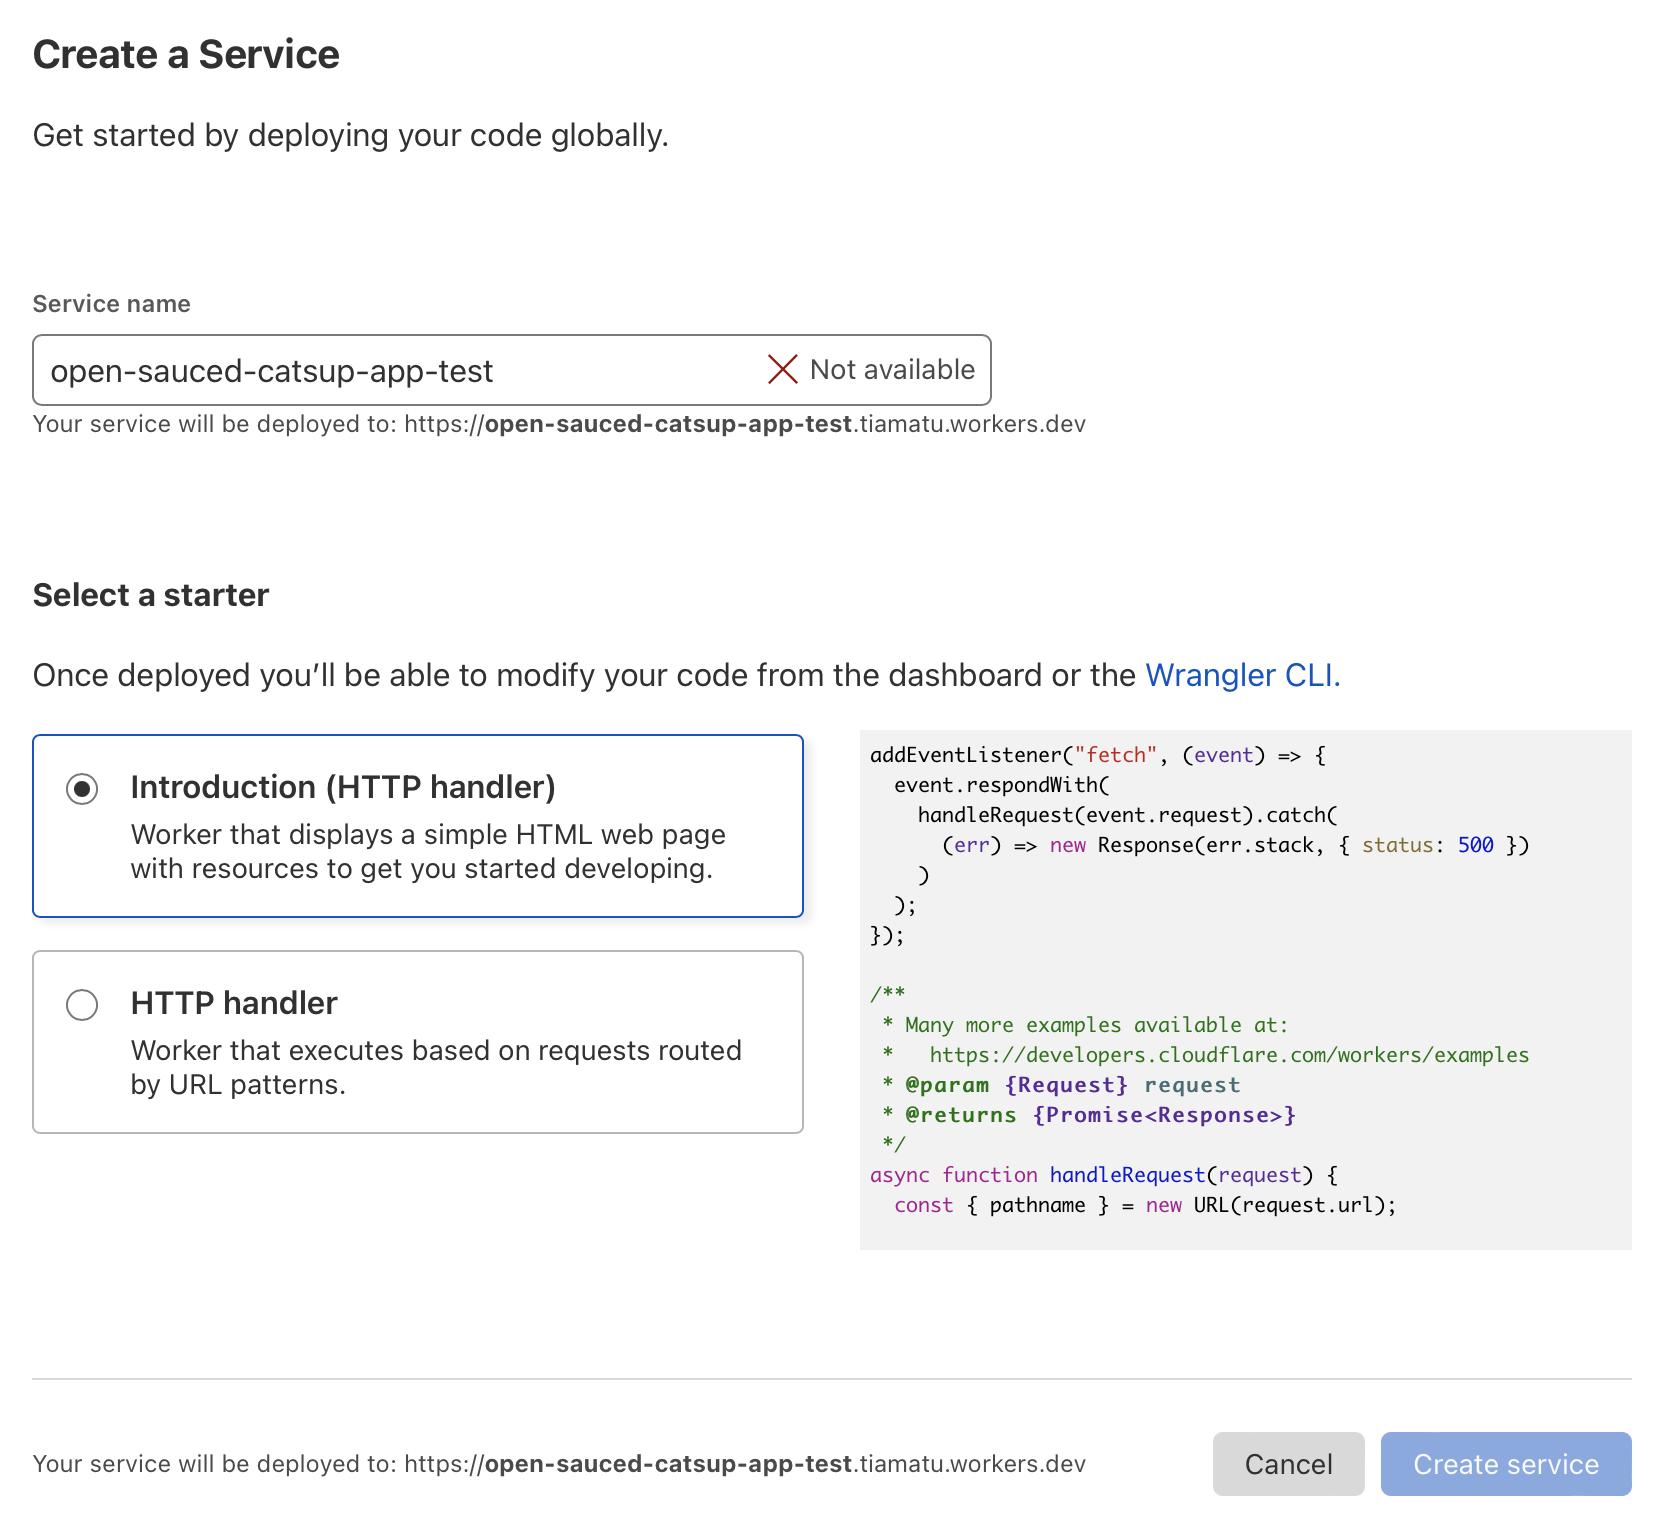 Create a Service
Get started by deploying your code globally.
Service name
open-sauced-catsup-app-test
Not available
Your service will be deployed to: https://open-sauced-catsup-app-test.tiamatu.workers.dev
Select a starter
Once deployed you’ll be able to modify your code from the dashboard or the Wrangler CLI.
Introduction (HTTP handler)
Worker that displays a simple HTML web page
with resources to get you started developing.
HTTP handler
Worker that executes based on requests routed
by URL patterns.
addEventListener("fetch", (event) => {
  event.respondWith(
    handleRequest(event.request).catch(
      (err) => new Response(err.stack, { status: 500 })
    )
  );
});

/**
 * Many more examples available at:
 *   https://developers.cloudflare.com/workers/examples
 * @param {Request} request
 * @returns {Promise<Response>}
 */
async function handleRequest(request) {
  const { pathname } = new URL(request.url);
Your service will be deployed to: https://open-sauced-catsup-app-test.tiamatu.workers.dev
Cancel
Create service